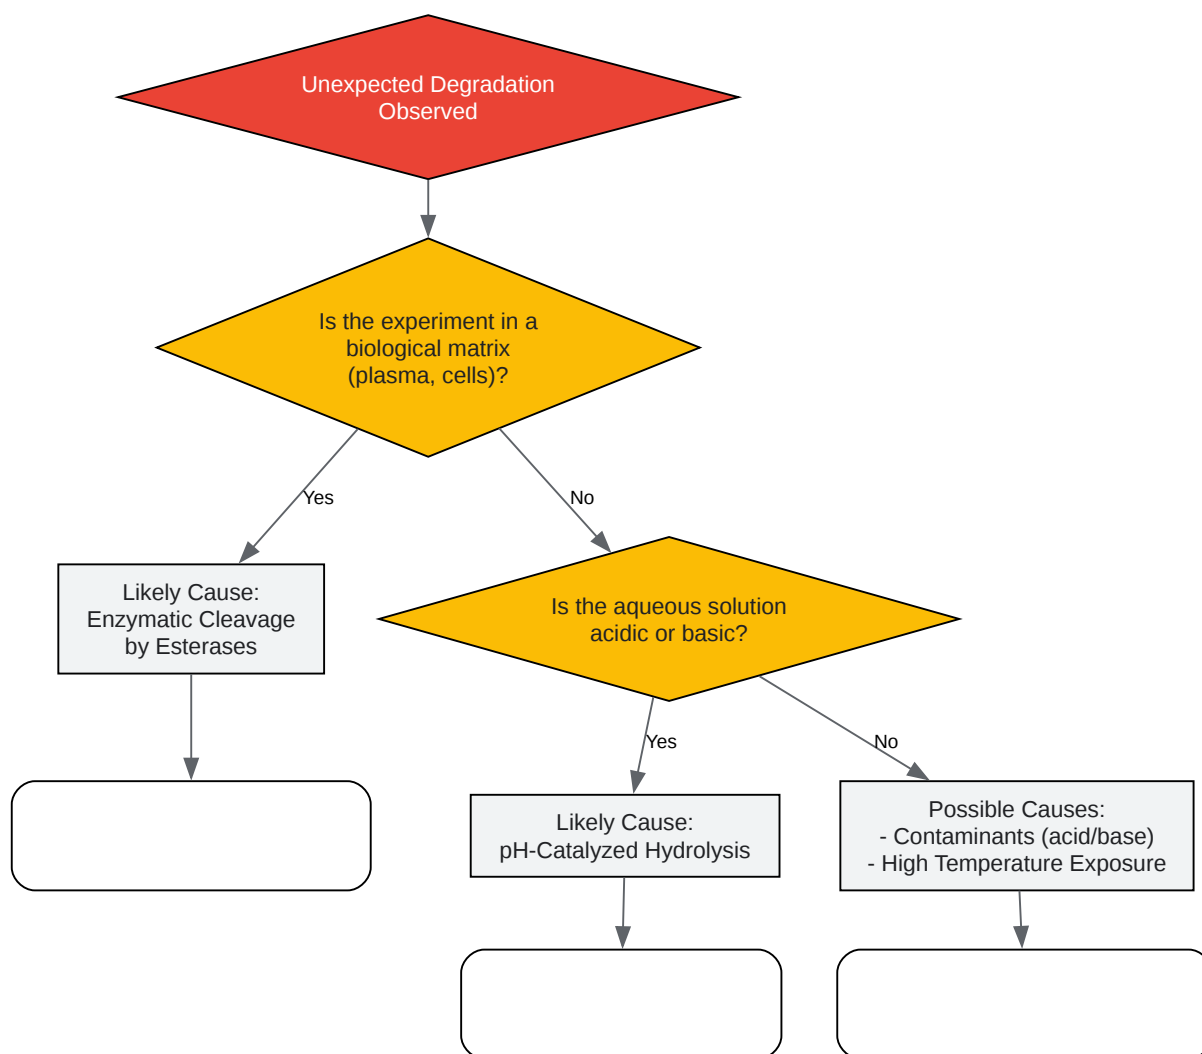 Unexpected Degradation
Observed
Is the experiment in a
biological matrix
(plasma, cells)?
Yes
No
Likely Cause:
Enzymatic Cleavage
by Esterases
Is the aqueous solution
acidic or basic?
Yes
No
Likely Cause:
pH-Catalyzed Hydrolysis
Possible Causes:
- Contaminants (acid/base)
- High Temperature Exposure